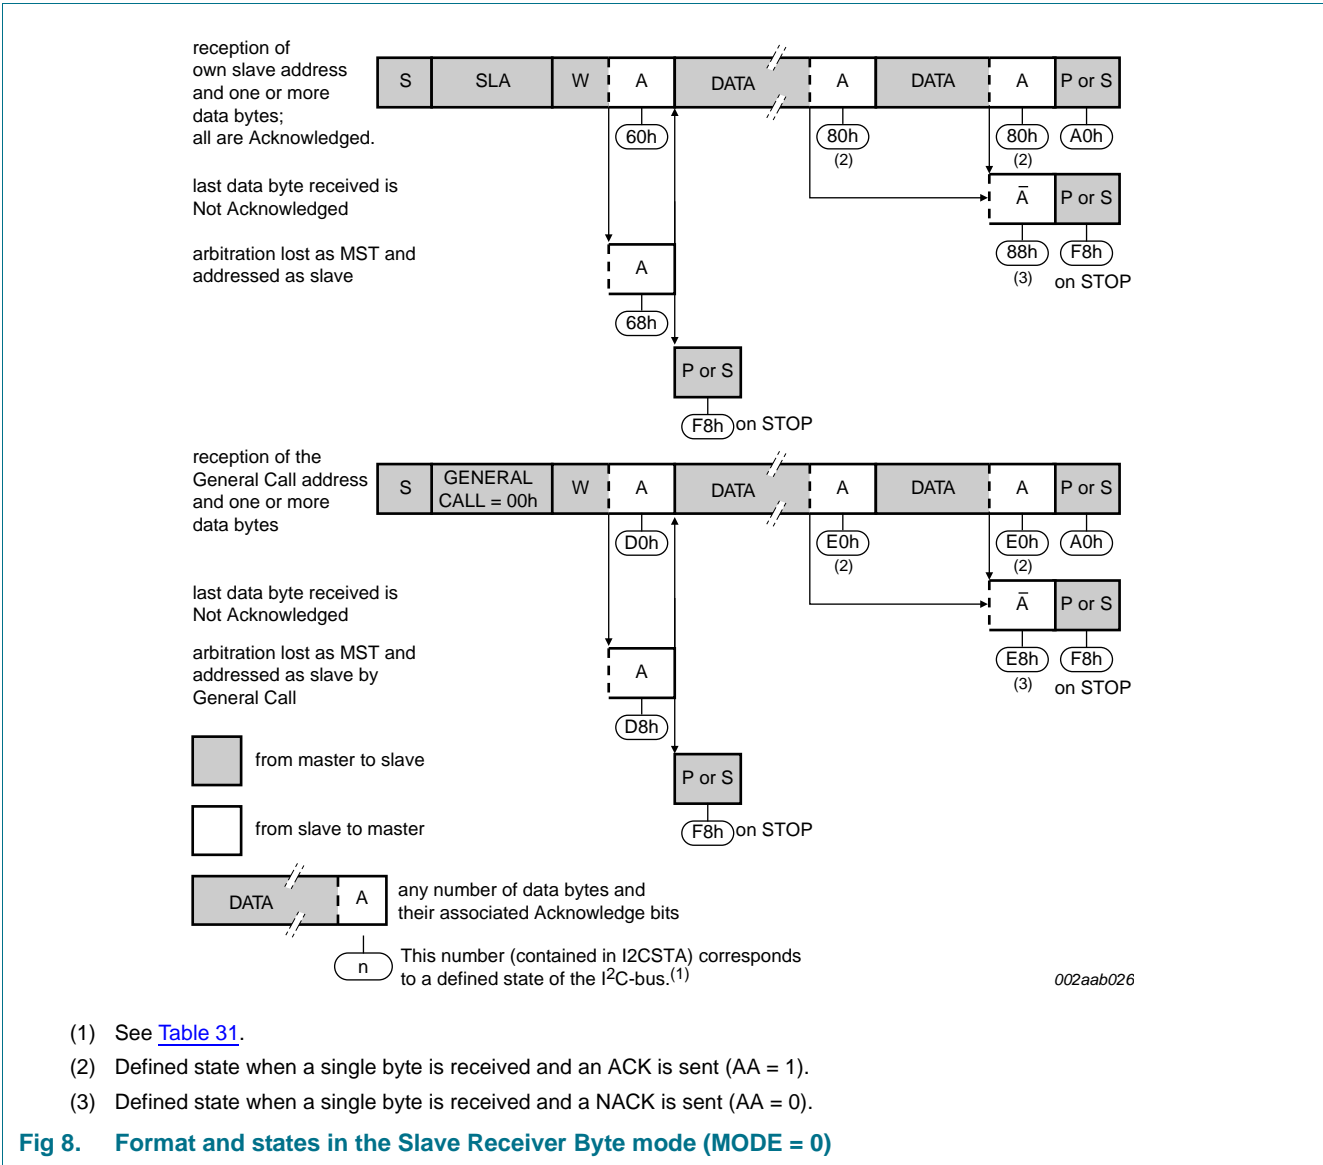 reception of
own slave address
and one or more
data bytes;
all are Acknowledged.
S SLA W A DATA A DATA A P or S
60h 80h 80h A0h
(2) (2)
last data byte received is
Not Acknowledged
A̅ P or S
88h F8h
(3) on STOP
arbitration lost as MST and
addressed as slave
A
68h
P or S
F8h on STOP
reception of the
General Call address
and one or more
data bytes
S GENERAL CALL = 00h W A DATA A DATA A P or S
D0h E0h E0h A0h
(2) (2)
last data byte received is
Not Acknowledged
A̅ P or S
E8h F8h
(3) on STOP
arbitration lost as MST and
addressed as slave by
General Call
A
D8h
P or S
F8h on STOP
from master to slave
from slave to master
DATA A
any number of data bytes and
their associated Acknowledge bits
n
This number (contained in I2CSTA) corresponds
to a defined state of the I²C-bus.(1)
002aab026
(1) See Table 31.
(2) Defined state when a single byte is received and an ACK is sent (AA = 1).
(3) Defined state when a single byte is received and a NACK is sent (AA = 0).
Fig 8. Format and states in the Slave Receiver Byte mode (MODE = 0)